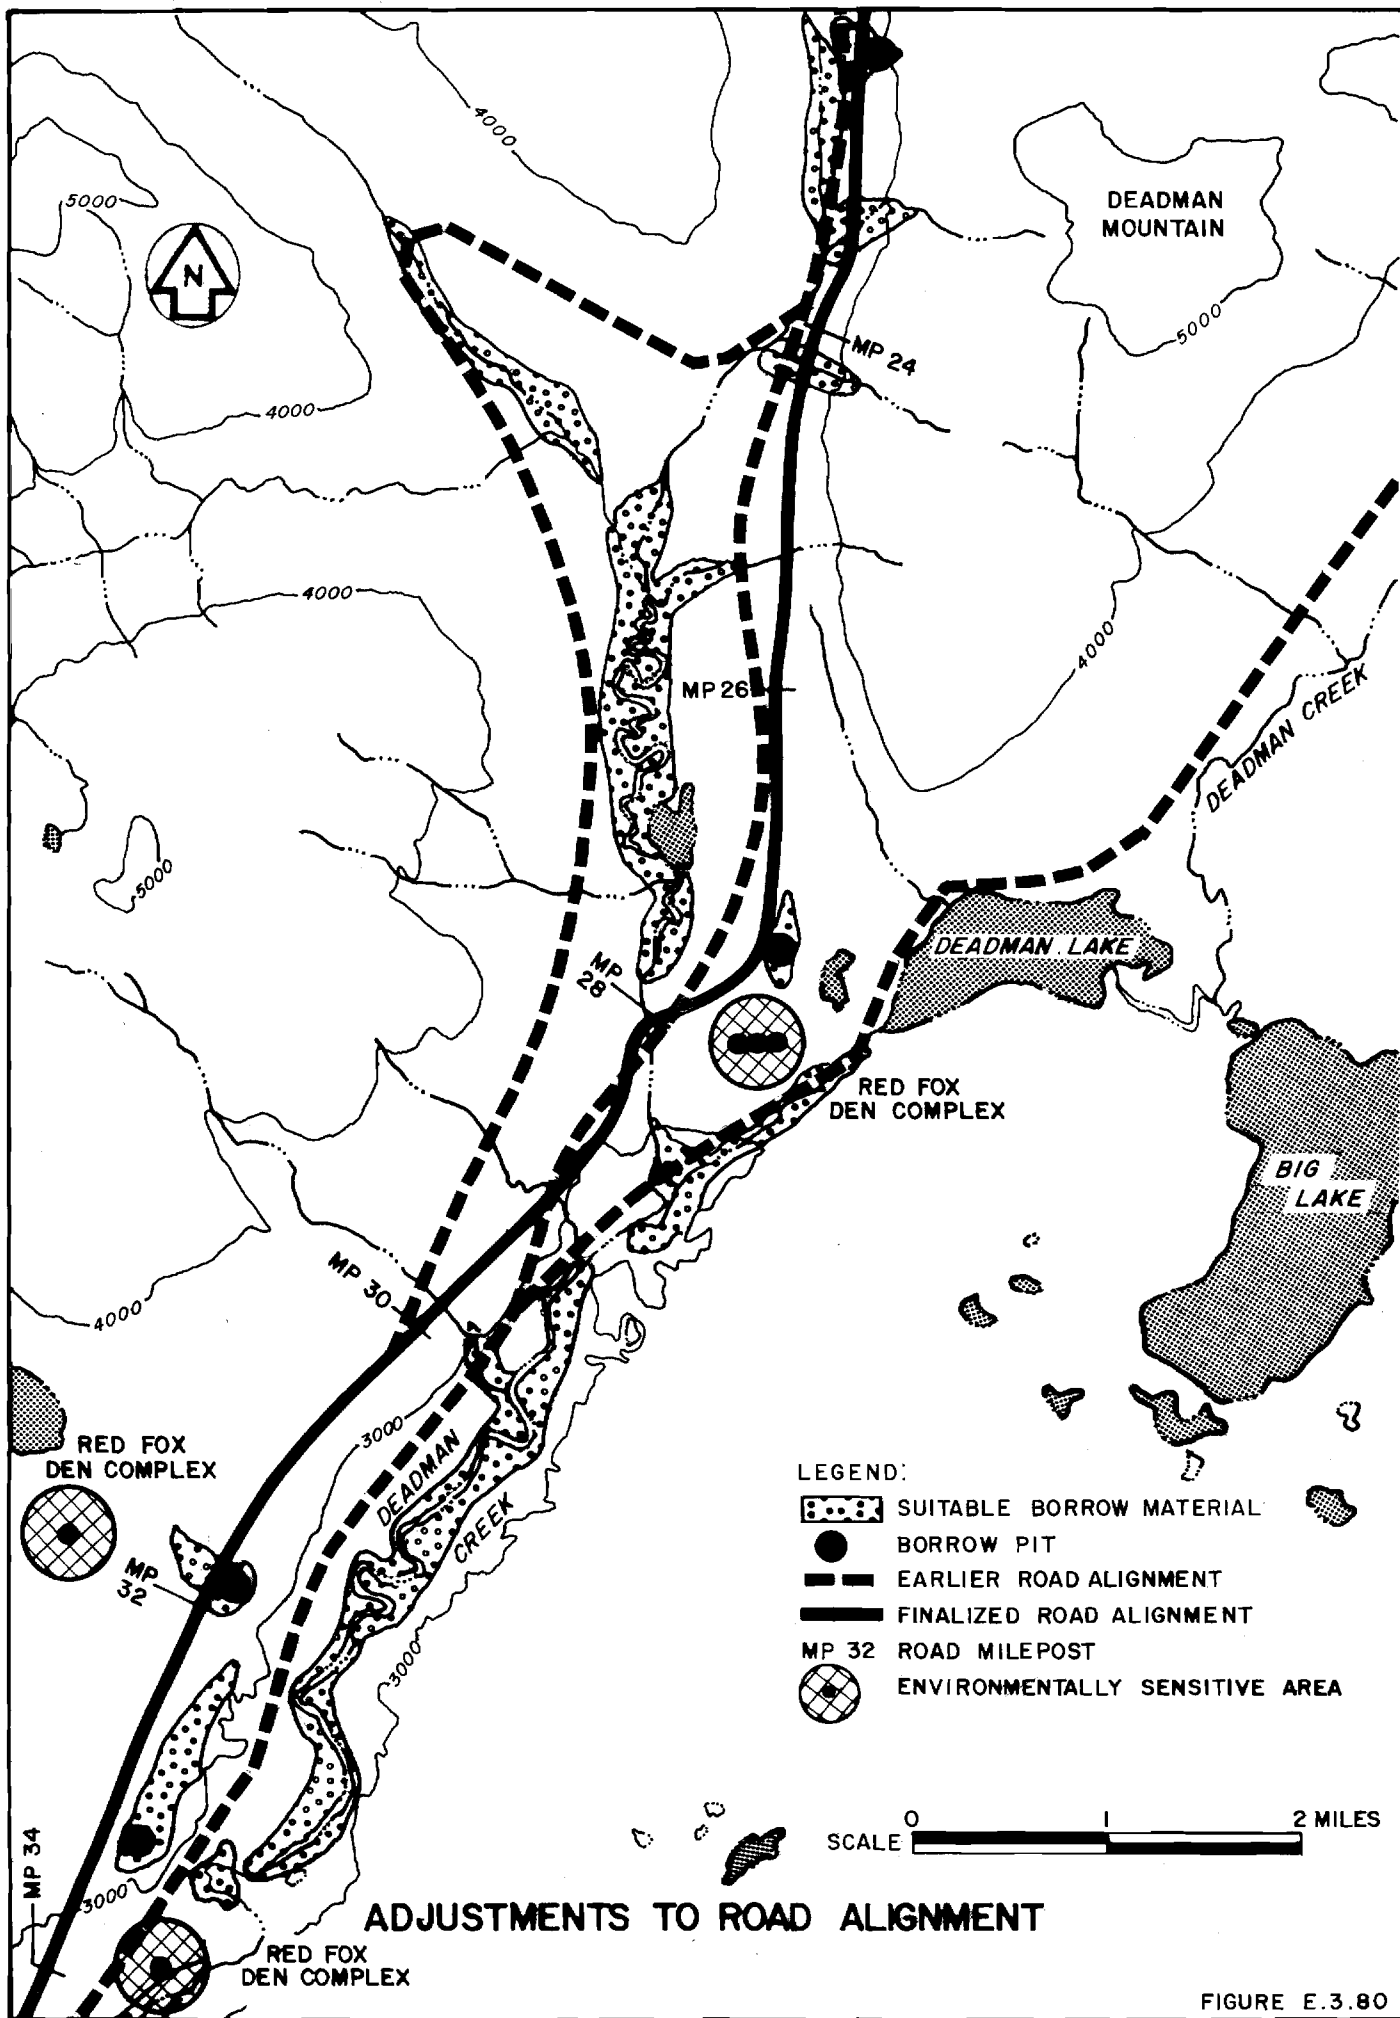 4000
5000
DEADMAN
MOUNTAIN
N
5000
MP 24
4000
4000
4000
MP 26
DEADMAN CREEK
5000
DEADMAN LAKE
MP
28
RED FOX
DEN COMPLEX
BIG
LAKE
MP 30
4000
3000
DEADMAN
CREEK
RED FOX
DEN COMPLEX
MP
32
3000
LEGEND:
SUITABLE BORROW MATERIAL
BORROW PIT
EARLIER ROAD ALIGNMENT
FINALIZED ROAD ALIGNMENT
MP 32 ROAD MILEPOST
ENVIRONMENTALLY SENSITIVE AREA
0 1 2 MILES
SCALE
MP 34
3000
ADJUSTMENTS TO ROAD ALIGNMENT
RED FOX
DEN COMPLEX
FIGURE E.3.80